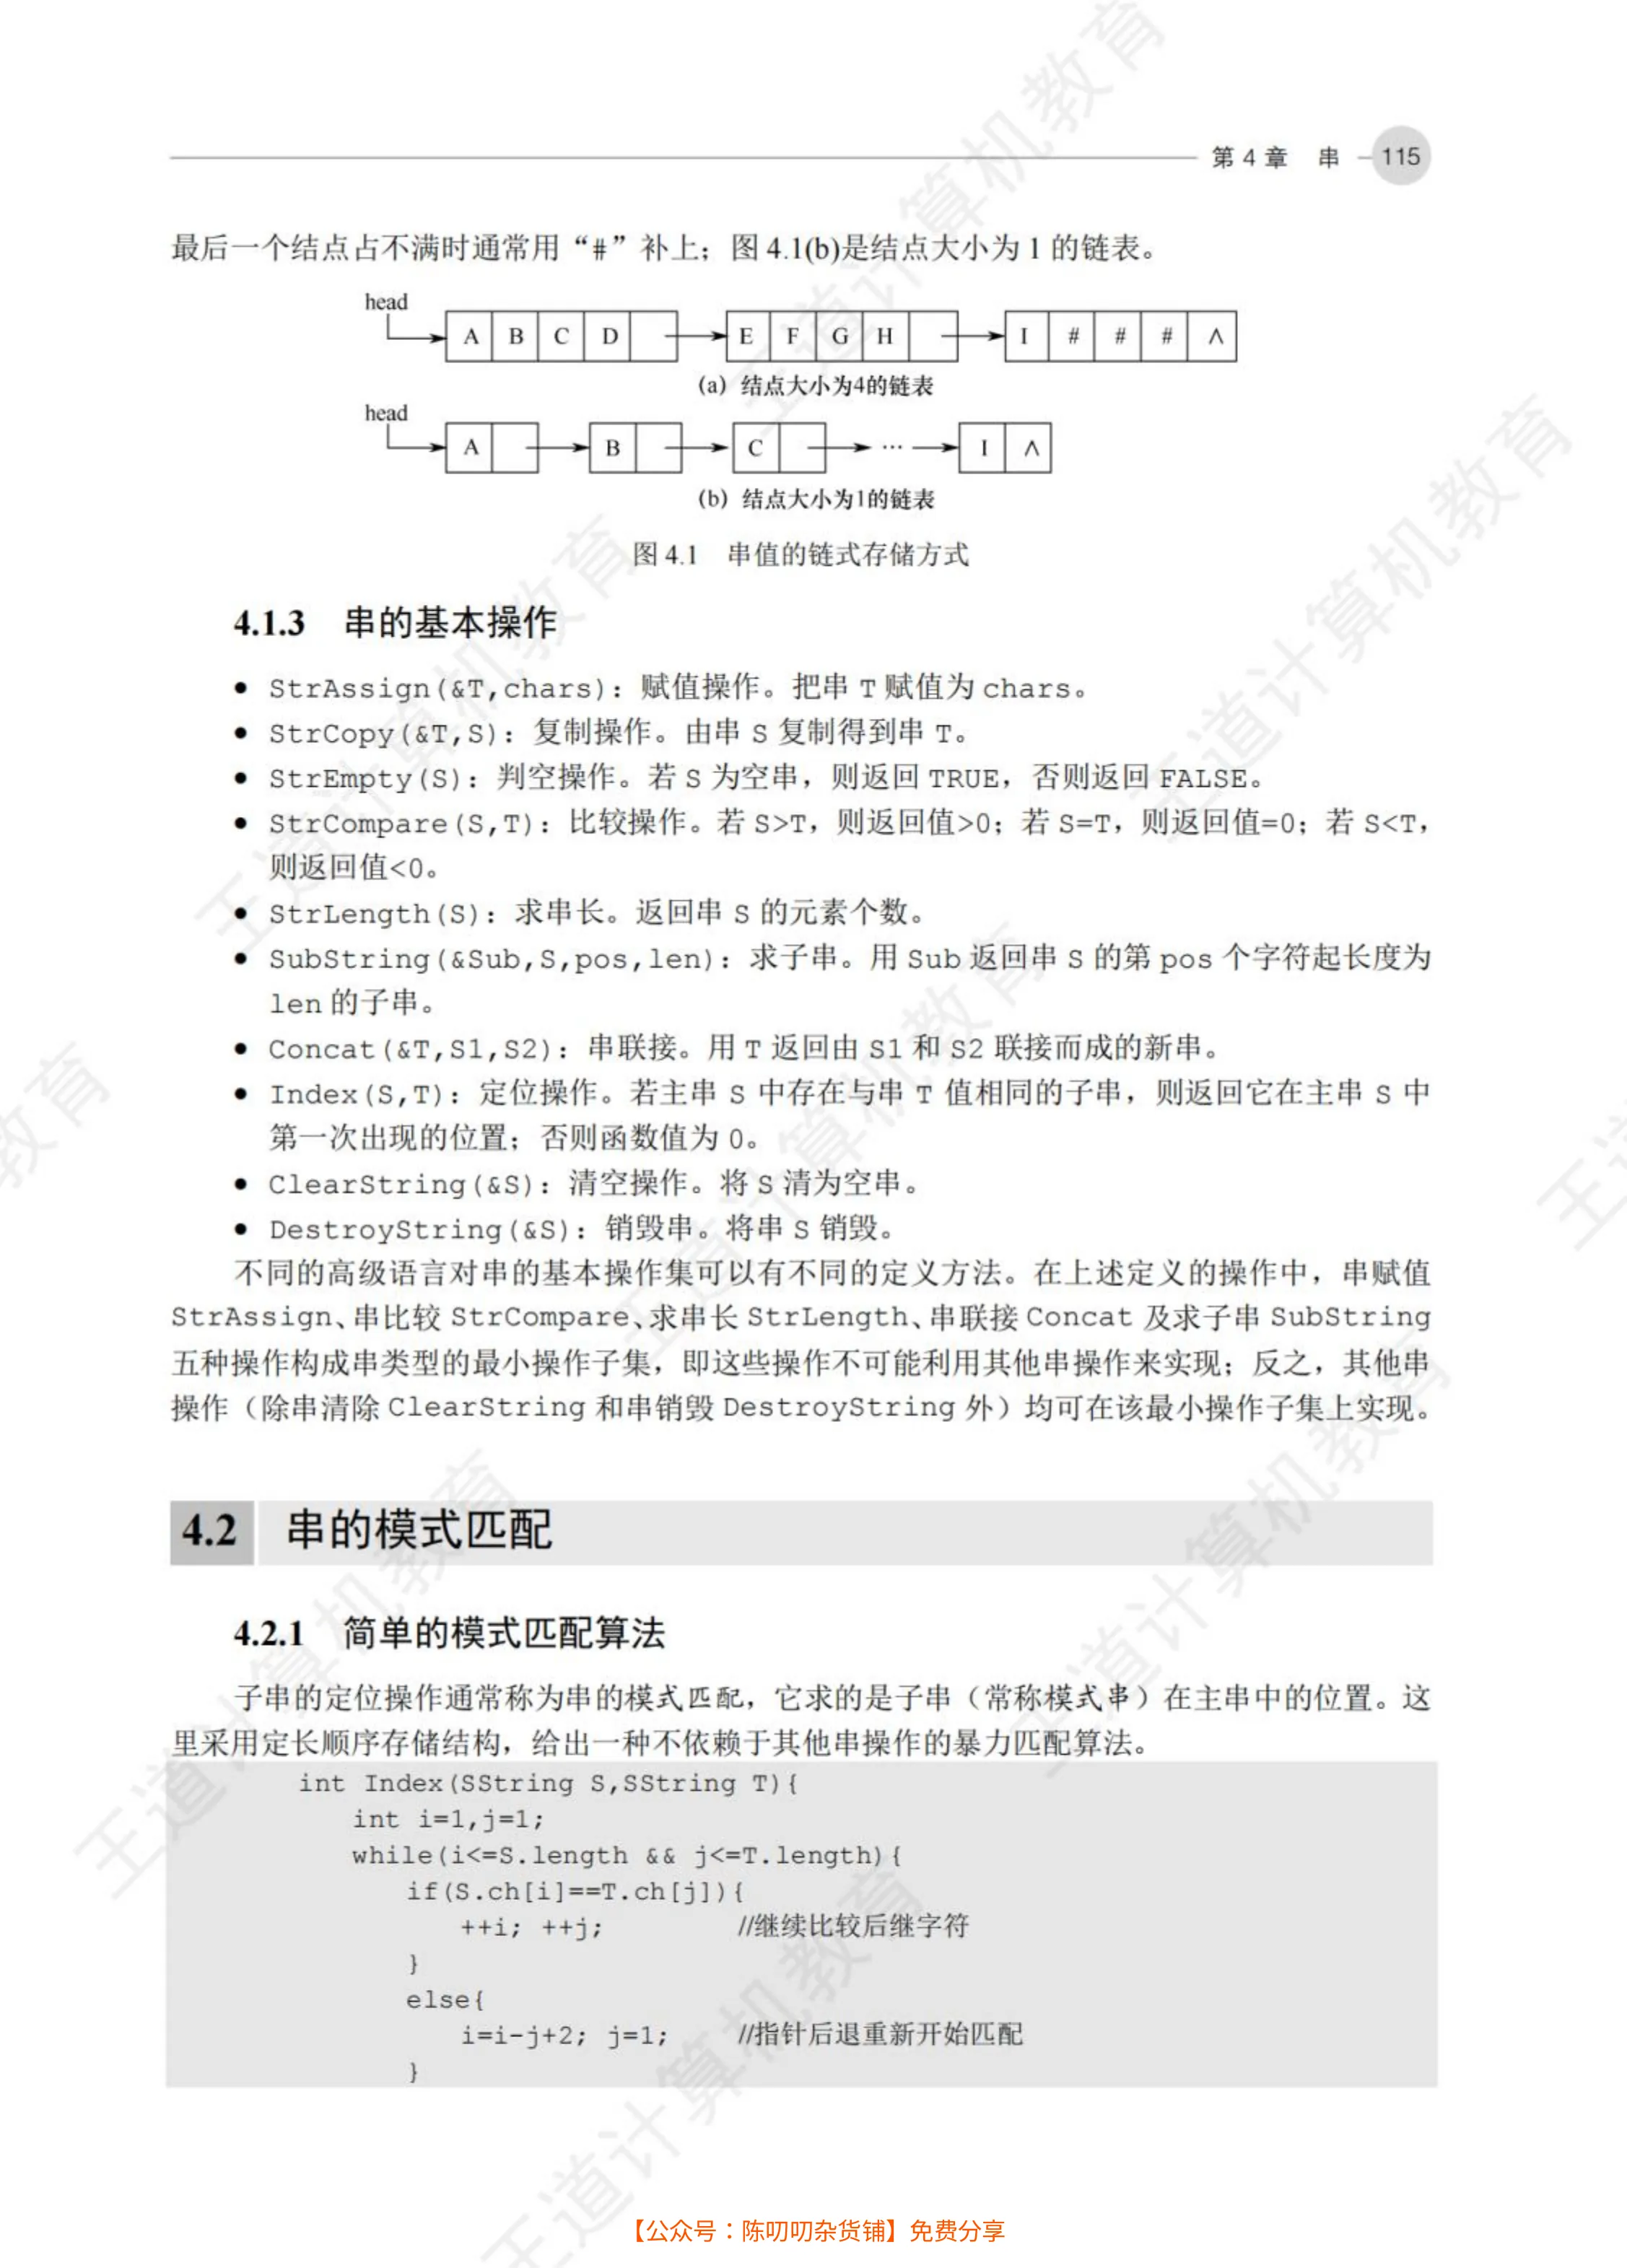 第 4 章 串 115
最后一个结点占不满时通常用“#”补上；图 4.1(b)是结点大小为 1 的链表。
head
A B C D E F G H I # # # ∧
(a) 结点大小为4的链表
head
A B C … I ∧
(b) 结点大小为1的链表
图 4.1 串值的链式存储方式
4.1.3 串的基本操作
● StrAssign(&T,chars)：赋值操作。把串 T 赋值为 chars。
● StrCopy(&T,S)：复制操作。由串 S 复制得到串 T。
● StrEmpty(S)：判空操作。若 S 为空串，则返回 TRUE，否则返回 FALSE。
● StrCompare(S,T)：比较操作。若 S>T，则返回值>0；若 S=T，则返回值=0；若 S<T，
则返回值<0。
● StrLength(S)：求串长。返回串 S 的元素个数。
● SubString(&Sub,S,pos,len)：求子串。用 Sub 返回串 S 的第 pos 个字符起长度为
len 的子串。
● Concat(&T,S1,S2)：串联接。用 T 返回由 S1 和 S2 联接而成的新串。
● Index(S,T)：定位操作。若主串 S 中存在与串 T 值相同的子串，则返回它在主串 S 中
第一次出现的位置；否则函数值为 0。
● ClearString(&S)：清空操作。将 S 清为空串。
● DestroyString(&S)：销毁串。将串 S 销毁。
不同的高级语言对串的基本操作集可以有不同的定义方法。在上述定义的操作中，串赋值
StrAssign、串比较 StrCompare、求串长 StrLength、串联接 Concat 及求子串 SubString
五种操作构成串类型的最小操作子集，即这些操作不可能利用其他串操作来实现；反之，其他串
操作（除串清除 ClearString 和串销毁 DestroyString 外）均可在该最小操作子集上实现。
4.2 串的模式匹配
4.2.1 简单的模式匹配算法
子串的定位操作通常称为串的模式匹配，它求的是子串（常称模式串）在主串中的位置。这
里采用定长顺序存储结构，给出一种不依赖于其他串操作的暴力匹配算法。
int Index(SString S,SString T){
int i=1,j=1;
while(i<=S.length && j<=T.length){
if(S.ch[i]==T.ch[j]){
++i; ++j; //继续比较后继字符
}
else{
i=i-j+2; j=1; //指针后退重新开始匹配
}
【公众号：陈叨叨杂货铺】免费分享
王道计算机教育